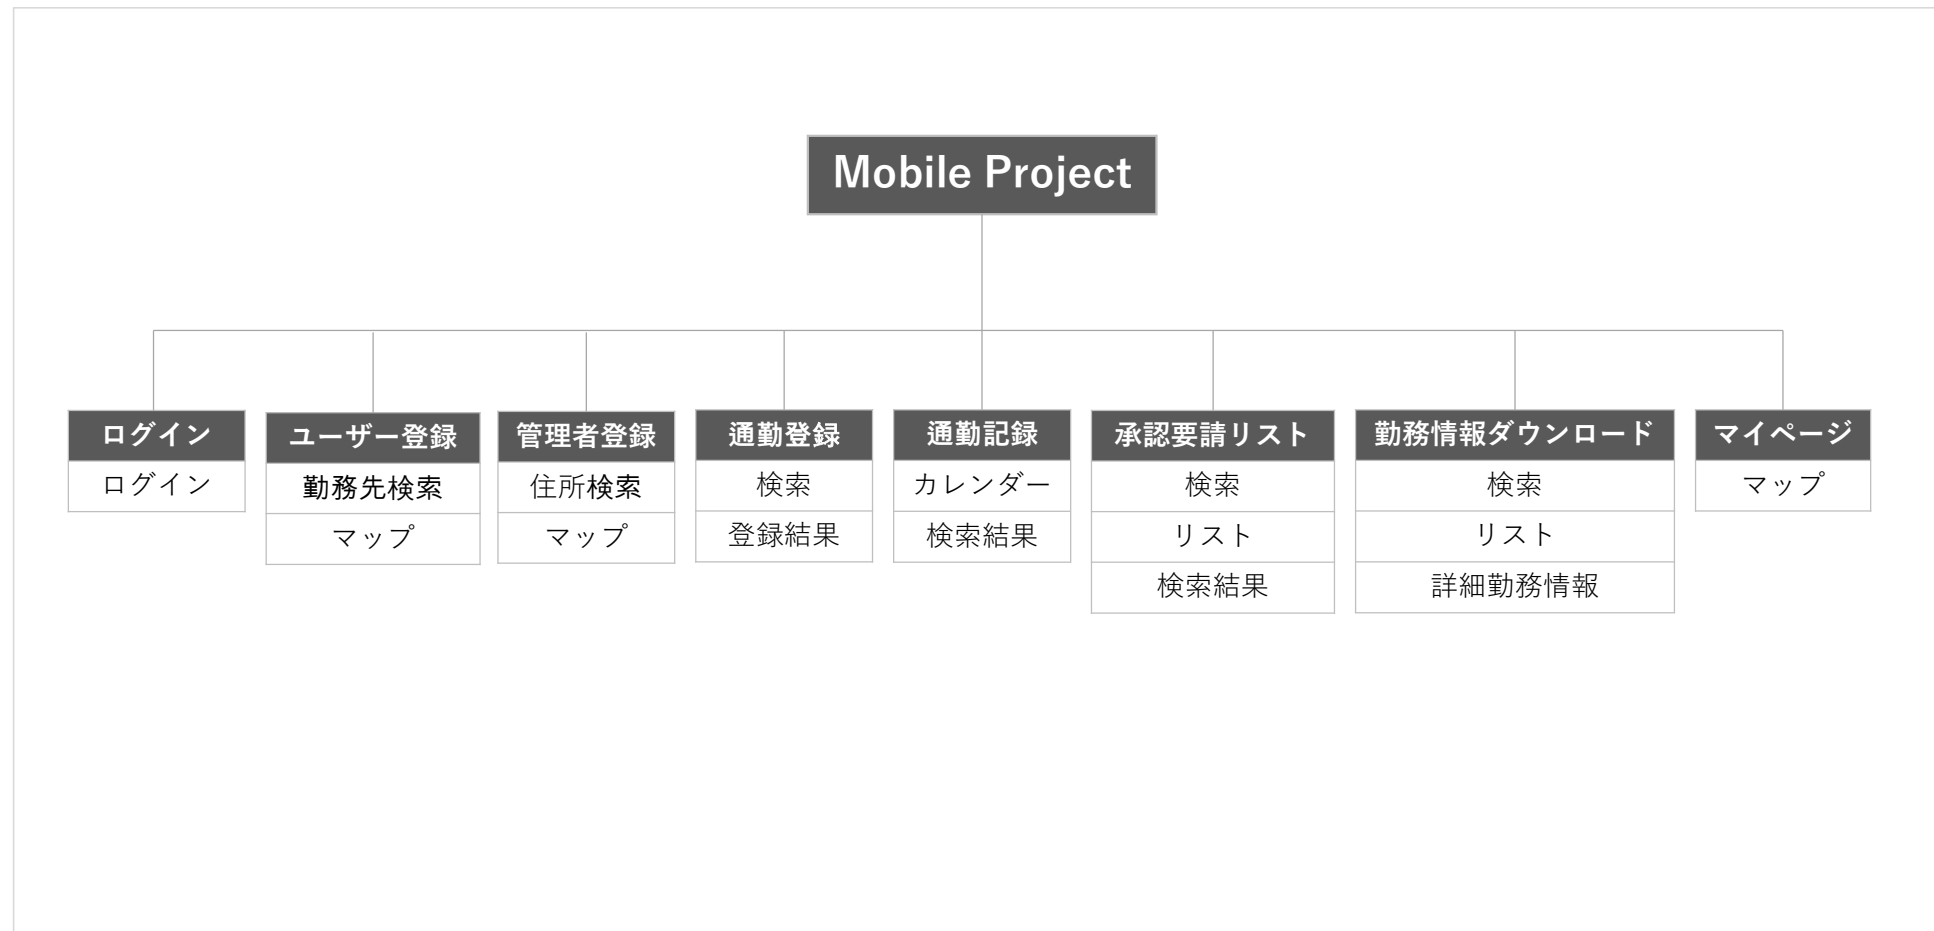 Mobile Project
ログイン
ログイン
ユーザー登録
勤務先検索
マップ
管理者登録
住所検索
マップ
通勤登録
検索
登録結果
通勤記録
カレンダー
検索結果
承認要請リスト
検索
リスト
検索結果
勤務情報ダウンロード
検索
リスト
詳細勤務情報
マイページ
マップ